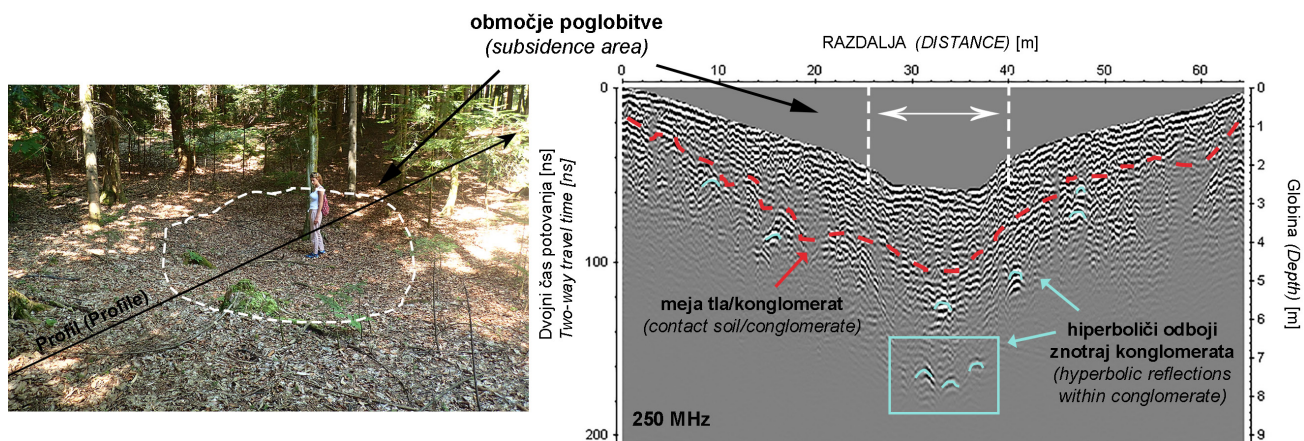 območje poglobitve
(subsidence area)
Profil (Profile)
RAZDALJA (DISTANCE) [m]
0 10 20 30 40 50 60
Dvojni čas potovanja [ns]
Two-way travel time [ns]
0
100
200
meja tla/konglomerat
(contact soil/conglomerate)
hiperboliči odboji
znotraj konglomerata
(hyperbolic reflections
within conglomerate)
250 MHz
0
1
2
3
4
5
6
7
8
9
Globina (Depth) [m]